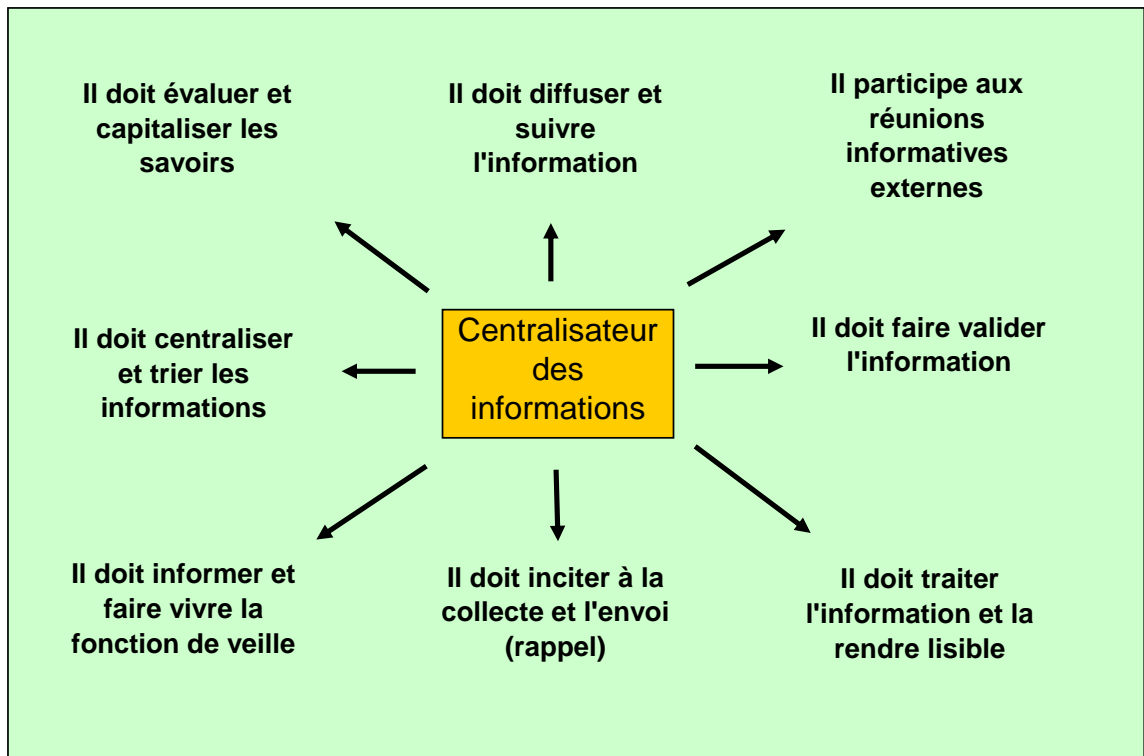 Il doit évaluer et
capitaliser les
savoirs
Il doit diffuser et
suivre
l'information
Il participe aux
réunions
informatives
externes
Il doit centraliser
et trier les
informations
Centralisateur
des
informations
Il doit faire valider
l'information
Il doit informer et
faire vivre la
fonction de veille
Il doit inciter à la
collecte et l'envoi
(rappel)
Il doit traiter
l'information et la
rendre lisible